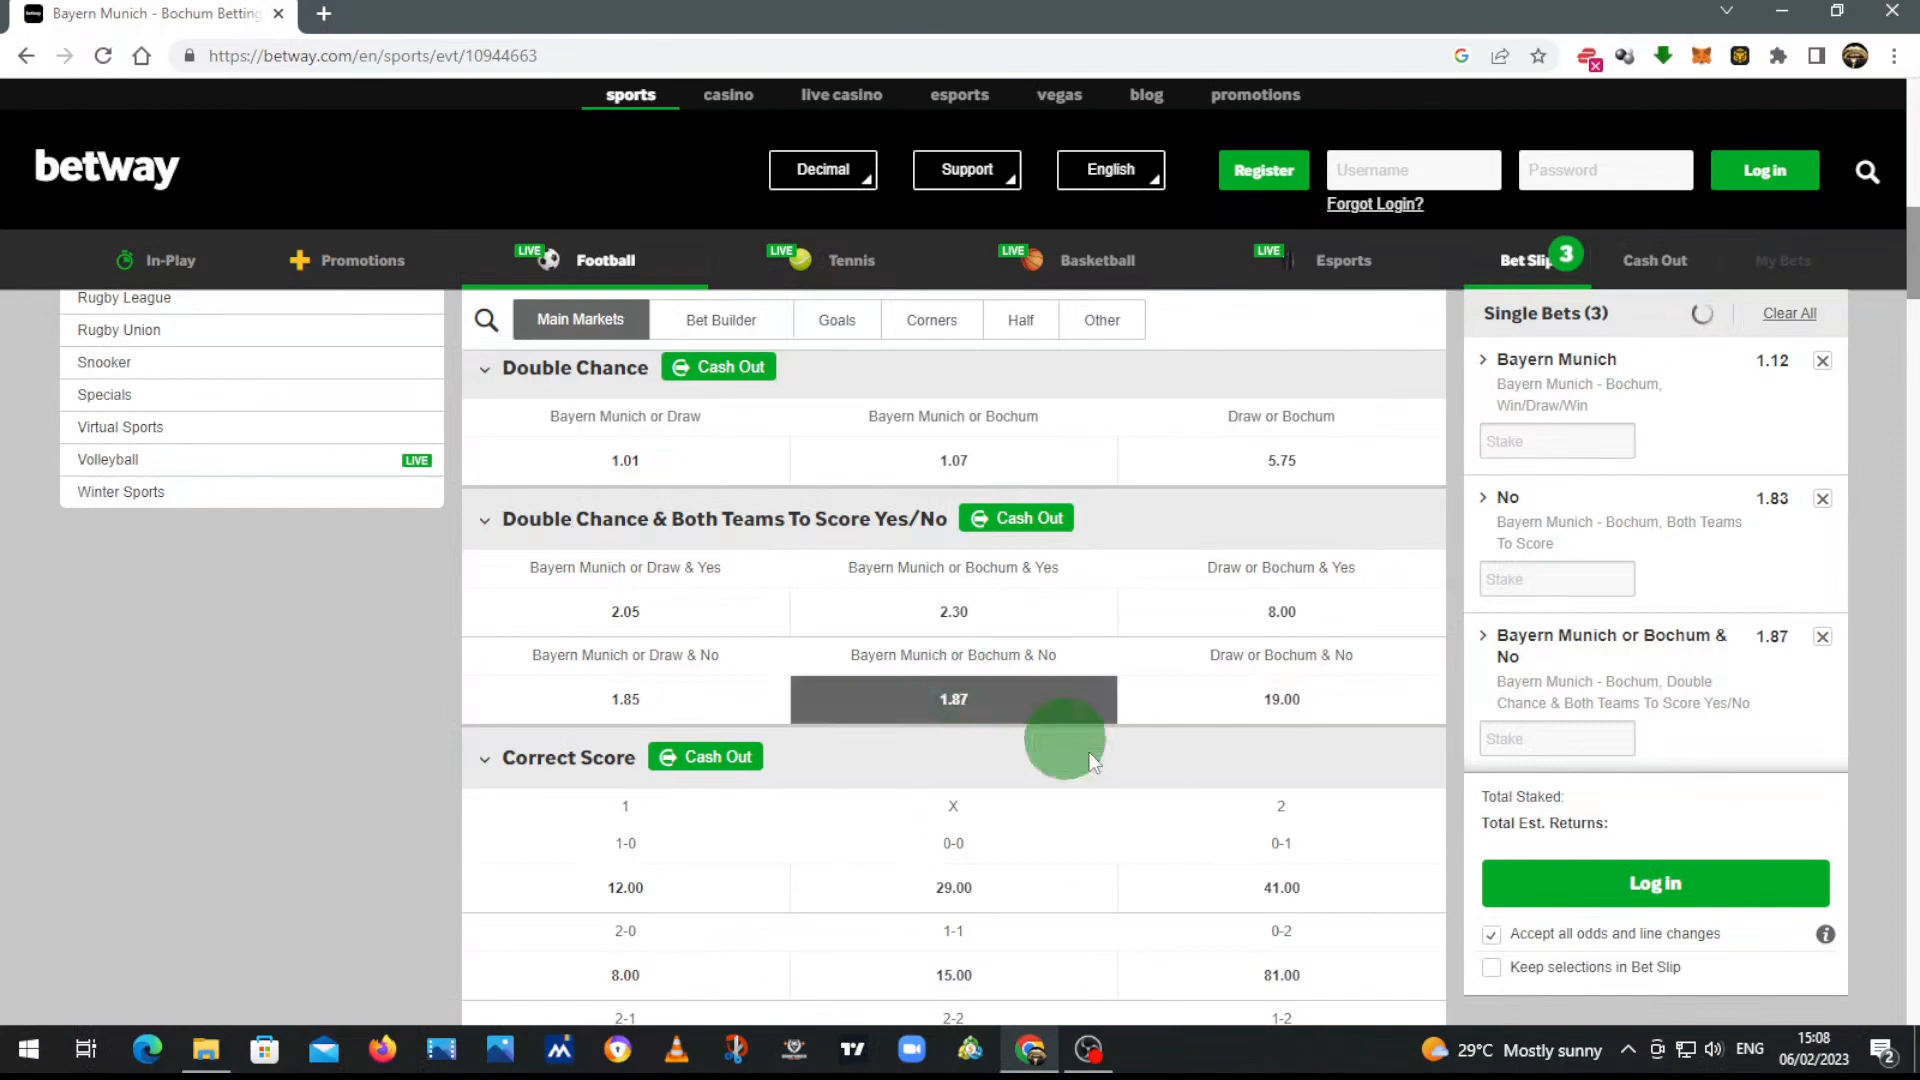 Bayern Munich - Bochum Betting
https://betway.com/en/sports/evt/10944663
sports casino live casino esports vegas blog promotions
betway
Decimal Support English Register Username Password Log in
Forgot Login?
In-Play Promotions LIVE Football LIVE Tennis LIVE Basketball LIVE Esports Bet Slip 3 Cash Out My Bets
Rugby League
Rugby Union
Snooker
Specials
Virtual Sports
Volleyball LIVE
Winter Sports
Main Markets Bet Builder Goals Corners Half Other
Double Chance Cash Out
Bayern Munich or Draw Bayern Munich or Bochum Draw or Bochum
1.01 1.07 5.75
Double Chance & Both Teams To Score Yes/No Cash Out
Bayern Munich or Draw & Yes Bayern Munich or Bochum & Yes Draw or Bochum & Yes
2.05 2.30 8.00
Bayern Munich or Draw & No Bayern Munich or Bochum & No Draw or Bochum & No
1.85 1.87 19.00
Correct Score Cash Out
1 X 2
1-0 0-0 0-1
12.00 29.00 41.00
2-0 1-1 0-2
8.00 15.00 81.00
2-1 2-2 1-2
Single Bets (3) Clear All
Bayern Munich 1.12
Bayern Munich - Bochum,
Win/Draw/Win
Stake
No 1.83
Bayern Munich - Bochum, Both Teams
To Score
Stake
Bayern Munich or Bochum & 1.87
No
Bayern Munich - Bochum, Double
Chance & Both Teams To Score Yes/No
Stake
Total Staked:
Total Est. Returns:
Log in
Accept all odds and line changes
Keep selections in Bet Slip
29°C Mostly sunny ENG 15:08
06/02/2023
2